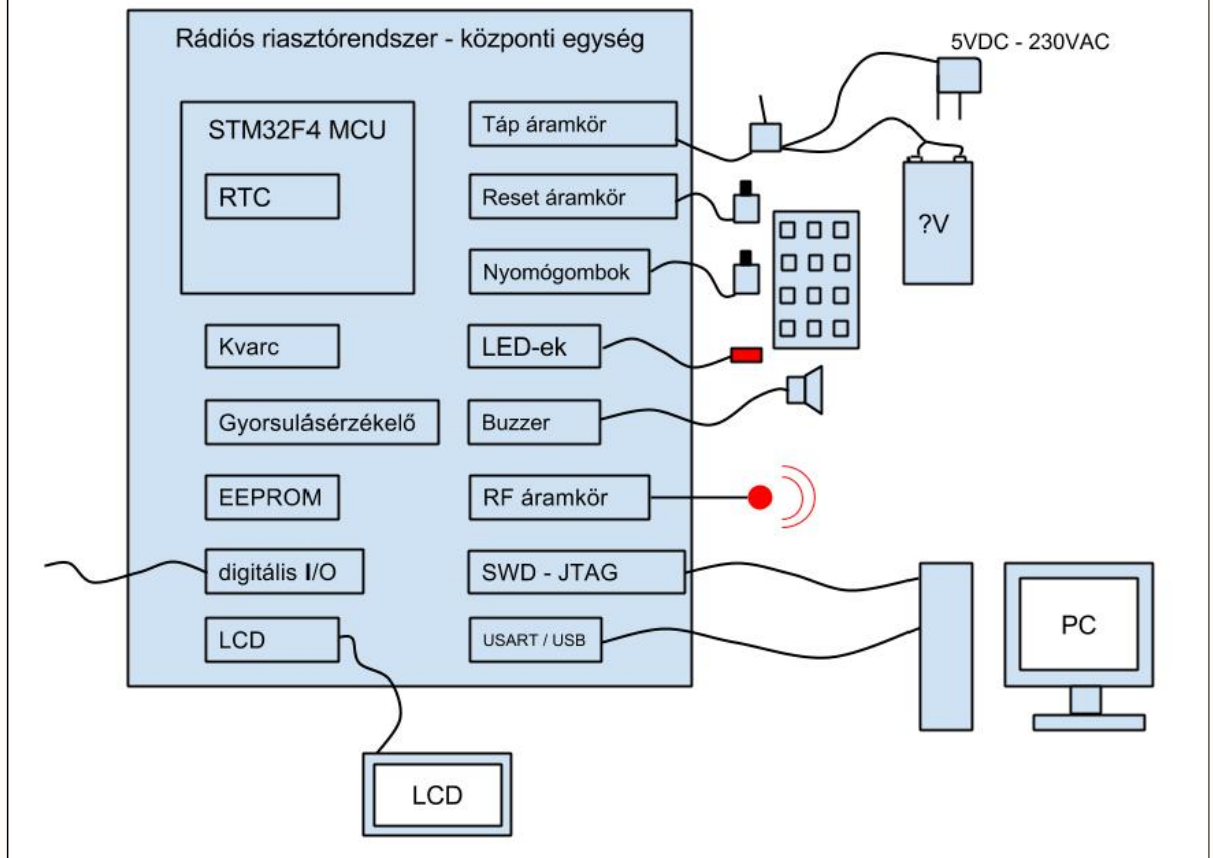 Rádiós riasztórendszer - központi egység
5VDC - 230VAC
STM32F4 MCU
RTC
Kvarc
Gyorsulásérzékelő
EEPROM
digitális I/O
LCD
Táp áramkör
Reset áramkör
Nyomógombok
LED-ek
Buzzer
RF áramkör
SWD - JTAG
USART / USB
?V
PC
LCD